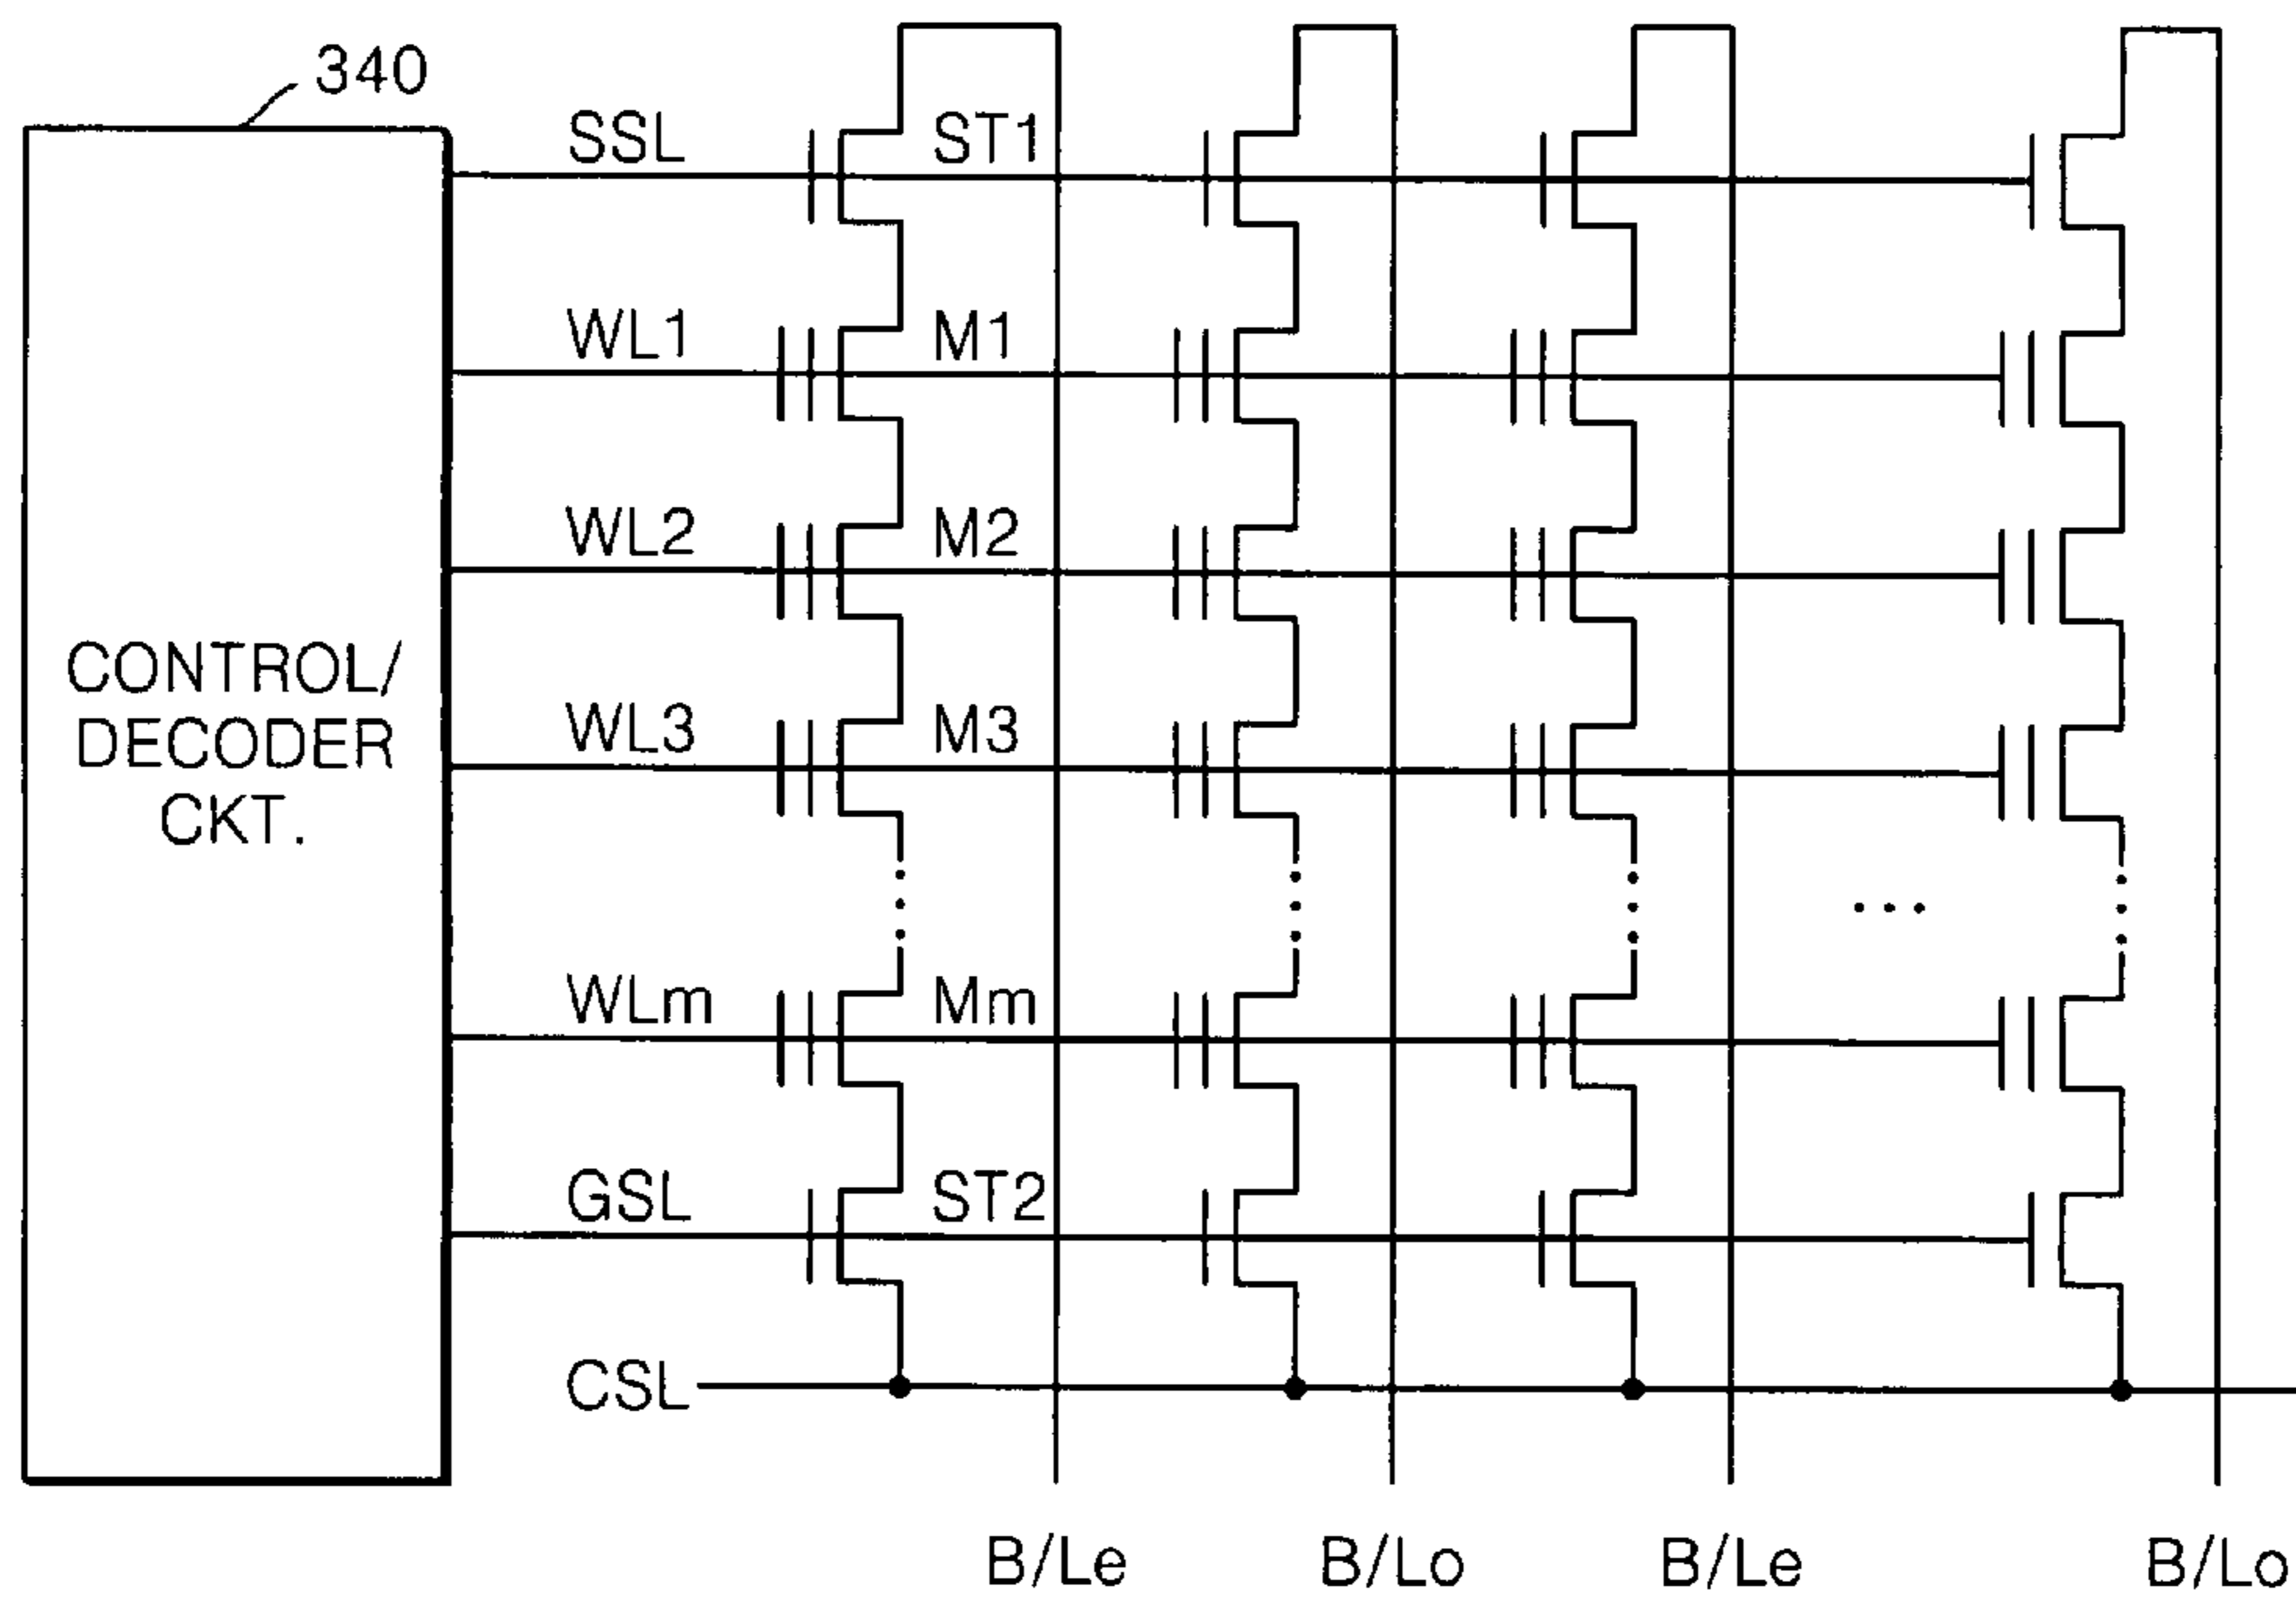 340
SSL ST1
WL1 M1
WL2 M2
WL3 M3
CONTROL/
DECODER
CKT.
...
WLm Mm
GSL ST2
CSL
B/Le B/Lo B/Le B/Lo